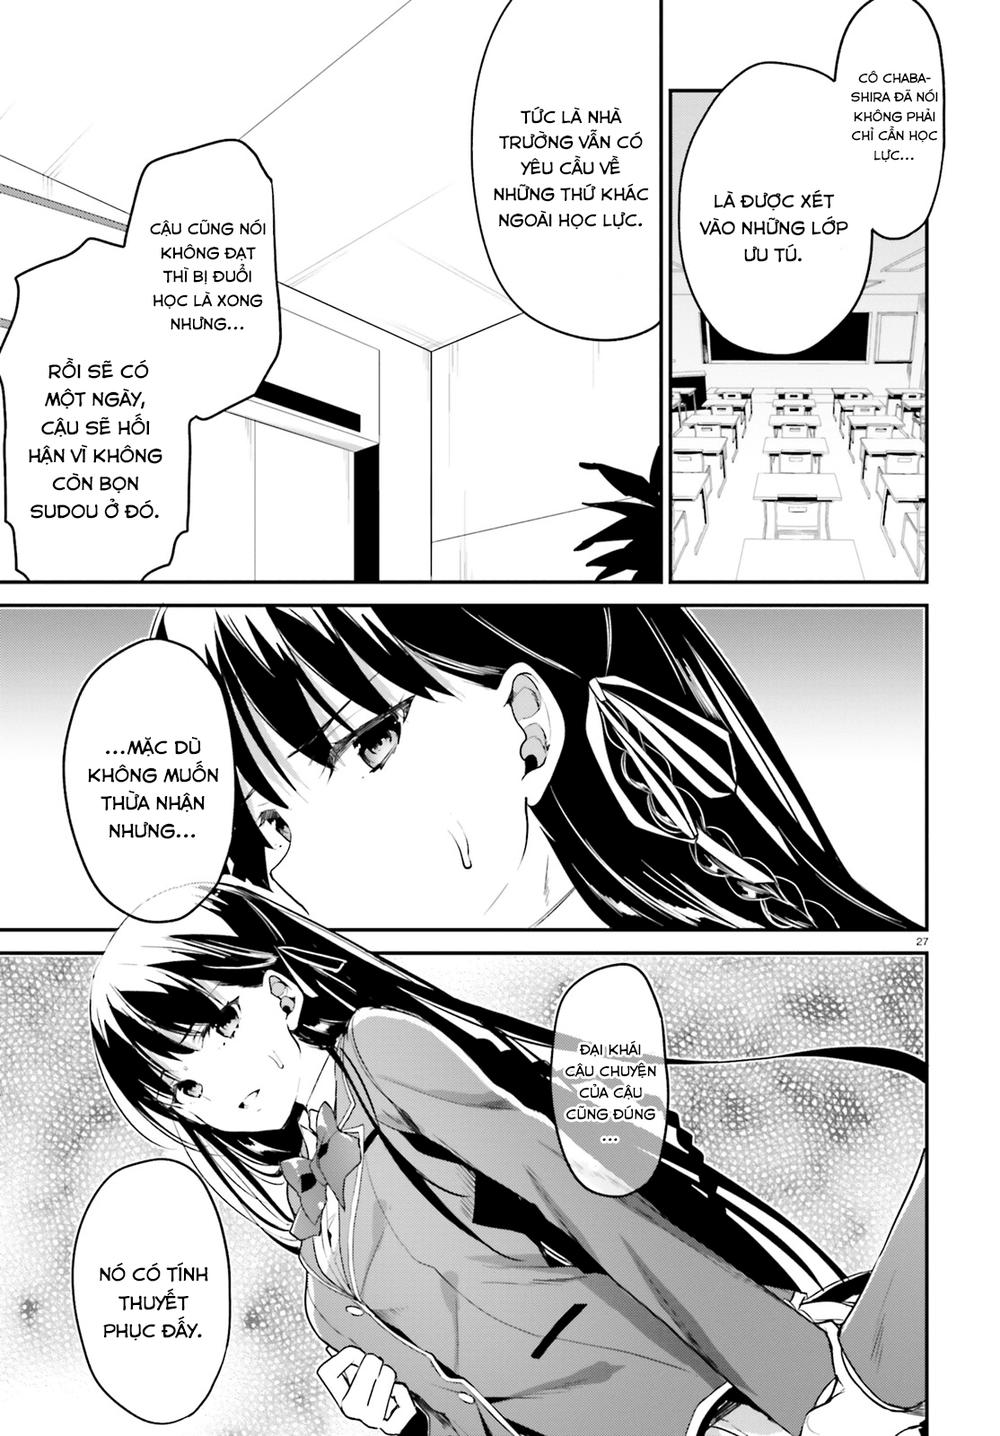 CÔ CHABA-
SHIRA ĐÃ NÓI
KHÔNG PHẢI
CHỈ CẦN HỌC
LỰC...
LÀ ĐƯỢC XÉT
VÀO NHỮNG LỚP
ƯU TÚ.
TỨC LÀ NHÀ
TRƯỜNG VẪN CÓ
YÊU CẦU VỀ
NHỮNG THỨ KHÁC
NGOÀI HỌC LỰC.
CẬU CŨNG NÓI
KHÔNG ĐẠT
THÌ BỊ ĐUỔI
HỌC LÀ XONG
NHƯNG...
RỒI SẼ CÓ
MỘT NGÀY,
CẬU SẼ HỐI
HẬN VÌ KHÔNG
CÒN BỌN
SUDOU Ở ĐÓ.
...MẶC DÙ
KHÔNG MUỐN
THỪA NHẬN
NHƯNG...
27
ĐẠI KHÁI
CÂU CHUYỆN
CỦA CẬU
CŨNG ĐÚNG
...
NÓ CÓ TÍNH
THUYẾT
PHỤC ĐẤY.